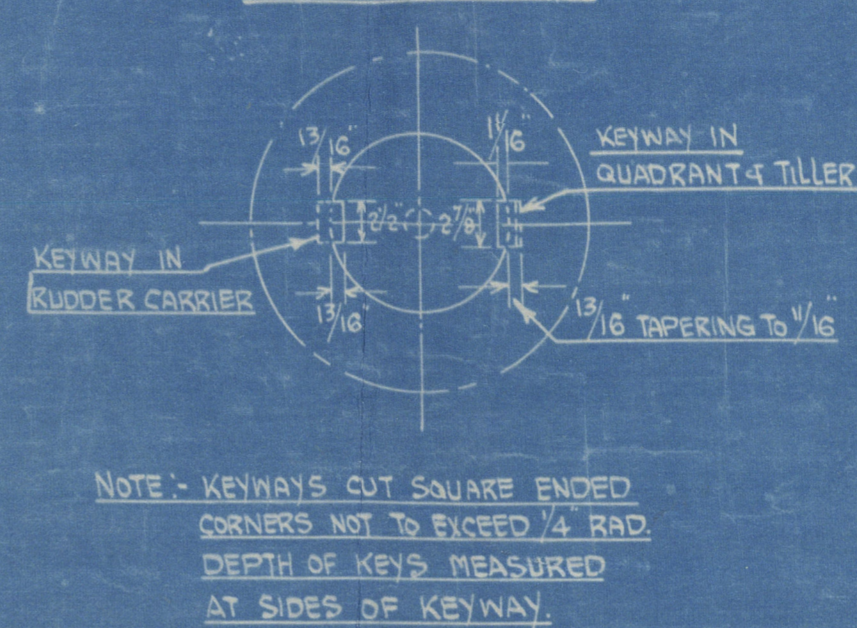 13/16"
KEYWAY IN
QUADRANT & TILLER
2 1/2"
2 7/8"
KEYWAY IN
RUDDER CARRIER
13/16"
13/16" TAPERING TO 11/16"
NOTE:- KEYWAYS CUT SQUARE ENDED
CORNERS NOT TO EXCEED 1/4" RAD.
DEPTH OF KEYS MEASURED
AT SIDES OF KEYWAY.